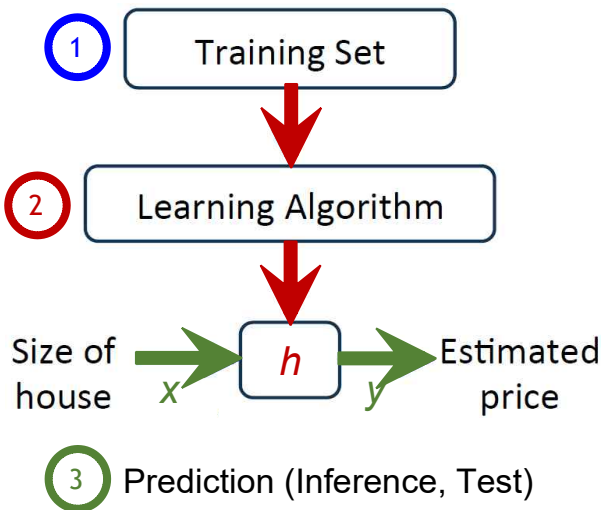 1
Training Set
2
Learning Algorithm
Size of
house
x
h
y
Estimated
price
3 Prediction (Inference, Test)